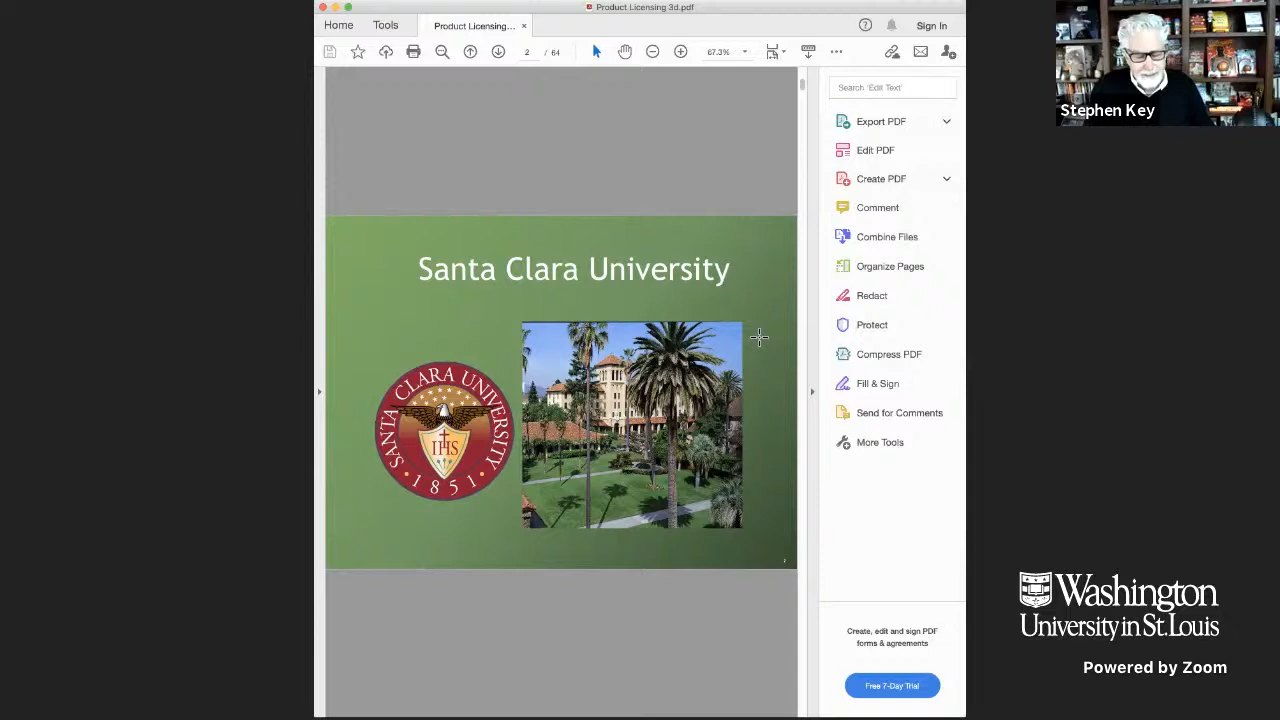 Product Licensing 3d.pdf
Home
Tools
Product Licensing... ×
Sign In
2 / 64
67.3%
Search 'Edit Text'
Export PDF
Edit PDF
Create PDF
Comment
Combine Files
Organize Pages
Redact
Protect
Compress PDF
Fill & Sign
Send for Comments
More Tools
Santa Clara University
SANTA CLARA UNIVERSITY
IHS
• 1851 •
2
Create, edit and sign PDF
forms & agreements
Free 7-Day Trial
Stephen Key
Washington
University in St. Louis
Powered by Zoom